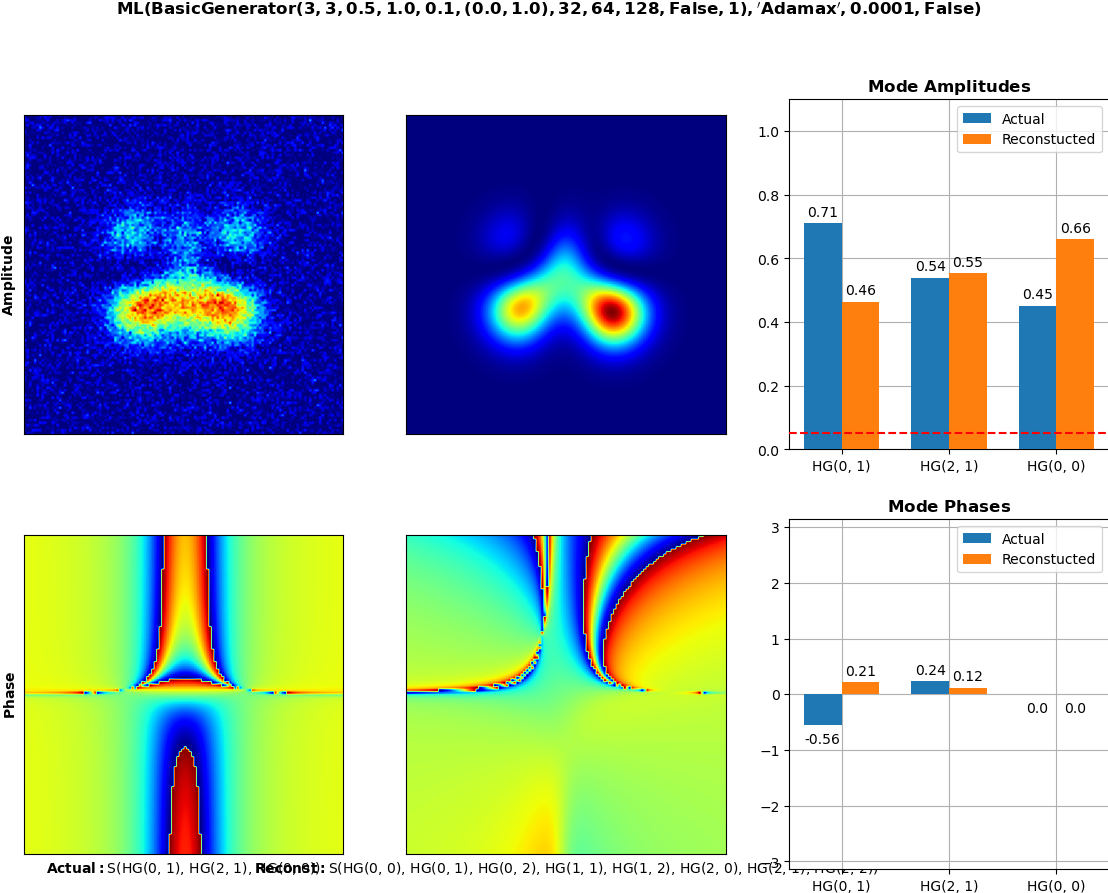 ML(BasicGenerator(3, 3, 0.5, 1.0, 0.1, (0.0, 1.0), 32, 64, 128, False, 1), ′Adamax′, 0.0001, False)
Mode Amplitudes
Amplitude
1.0
0.8
0.6
0.4
0.2
0.0
Actual
Reconstucted
0.71
0.46
0.54
0.55
0.45
0.66
HG(0, 1)
HG(2, 1)
HG(0, 0)
Mode Phases
Phase
3
2
1
0
−1
−2
−3
Actual
Reconstucted
-0.56
0.21
0.24
0.12
0.0
0.0
HG(0, 1)
HG(2, 1)
HG(0, 0)
Actual: S(HG(0, 1), HG(2, 1), HG(0, 0))
Reconst: S(HG(0, 0), HG(0, 1), HG(0, 2), HG(1, 1), HG(1, 2), HG(2, 0), HG(2, 1), HG(2, 2))